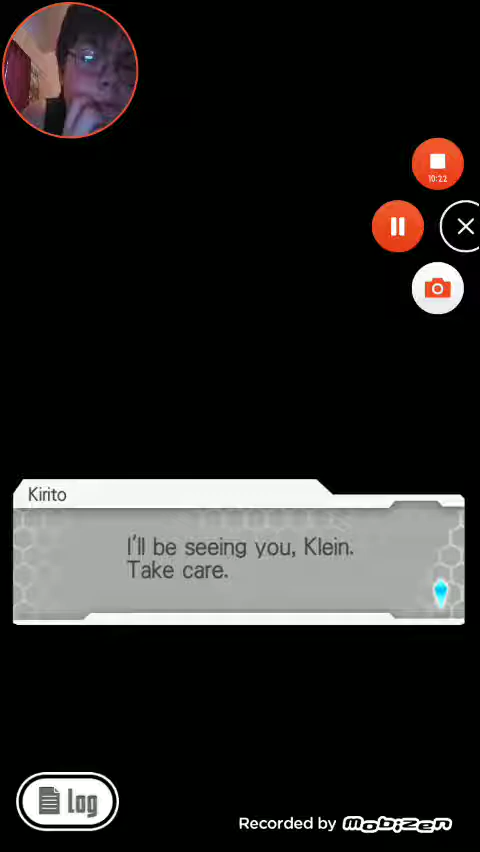 10:22
Kirito
I'll be seeing you, Klein.
Take care.
log
Recorded by mobizen